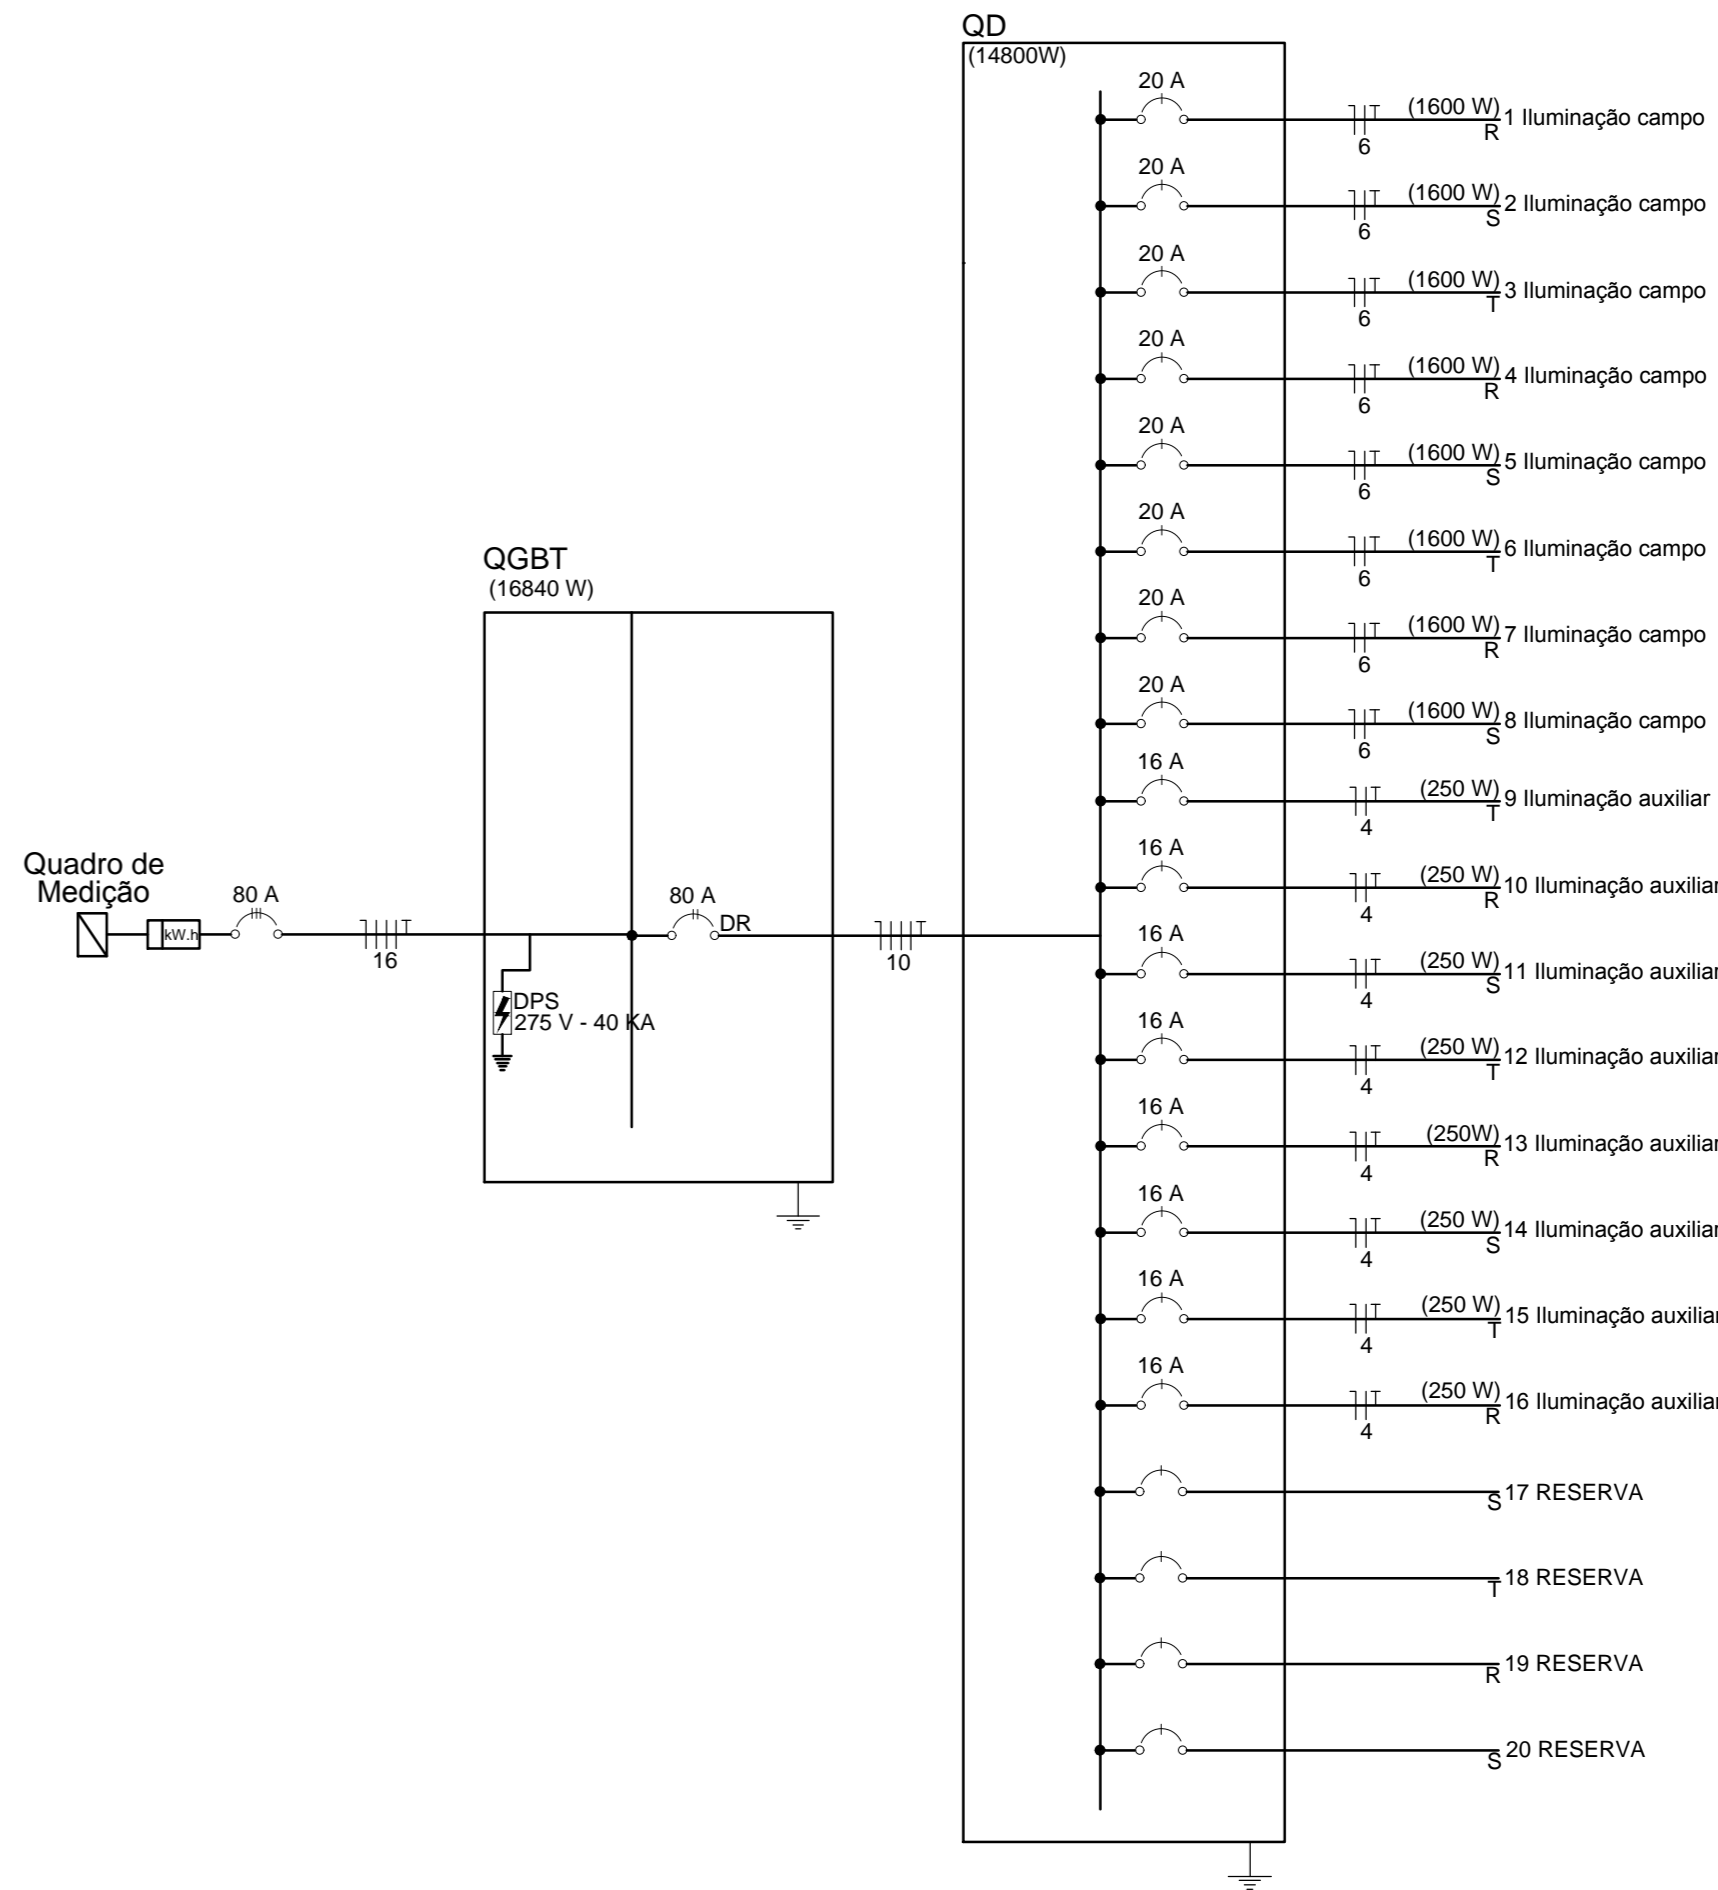 QD
(14800W)
20 A
(1600 W)
1 Iluminação campo
R
6
20 A
(1600 W)
2 Iluminação campo
S
6
20 A
(1600 W)
3 Iluminação campo
T
6
20 A
(1600 W)
4 Iluminação campo
R
6
20 A
(1600 W)
5 Iluminação campo
S
6
20 A
(1600 W)
6 Iluminação campo
T
6
20 A
(1600 W)
7 Iluminação campo
R
6
20 A
(1600 W)
8 Iluminação campo
S
6
16 A
(250 W)
9 Iluminação auxiliar
T
4
16 A
(250 W)
10 Iluminação auxiliar
R
4
16 A
(250 W)
11 Iluminação auxiliar
S
4
16 A
(250 W)
12 Iluminação auxiliar
T
4
16 A
(250W)
13 Iluminação auxiliar
R
4
16 A
(250 W)
14 Iluminação auxiliar
S
4
16 A
(250 W)
15 Iluminação auxiliar
T
4
16 A
(250 W)
16 Iluminação auxiliar
R
4
17 RESERVA
S
18 RESERVA
T
19 RESERVA
R
20 RESERVA
S
QGBT
(16840 W)
80 A
DR
10
DPS
275 V - 40 KA
Quadro de
Medição
kW.h
80 A
16